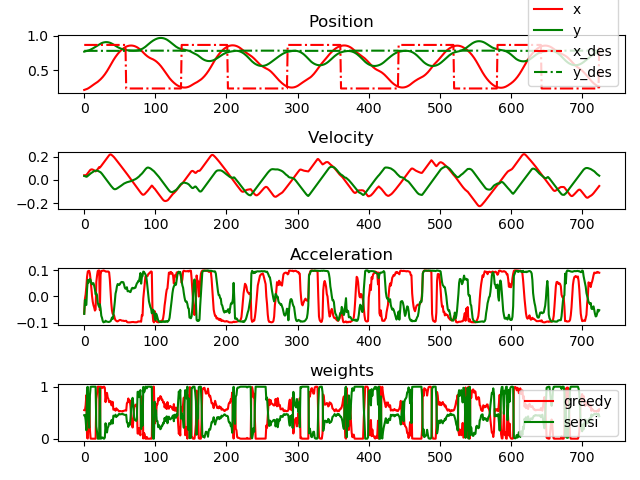 Position
1.0
0.5
0 100 200 300 400 500 600 700
x
y
x_des
y_des
Velocity
0.2
0.0
−0.2
0 100 200 300 400 500 600 700
Acceleration
0.1
0.0
−0.1
0 100 200 300 400 500 600 700
weights
1
0
0 100 200 300 400 500 600 700
greedy
sensi